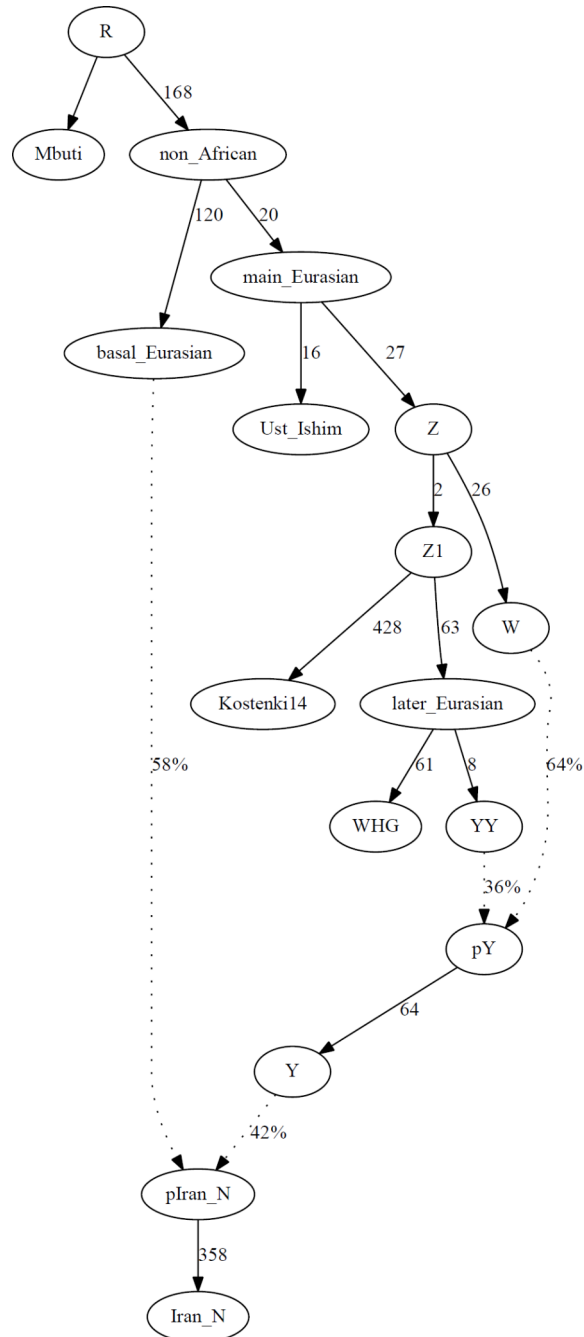 R
168
Mbuti
non_African
120
20
main_Eurasian
basal_Eurasian
16
27
Ust_Ishim
Z
2
26
Z1
428
63
W
Kostenki14
later_Eurasian
58%
61
8
64%
WHG
YY
36%
pY
64
Y
42%
pIran_N
358
Iran_N